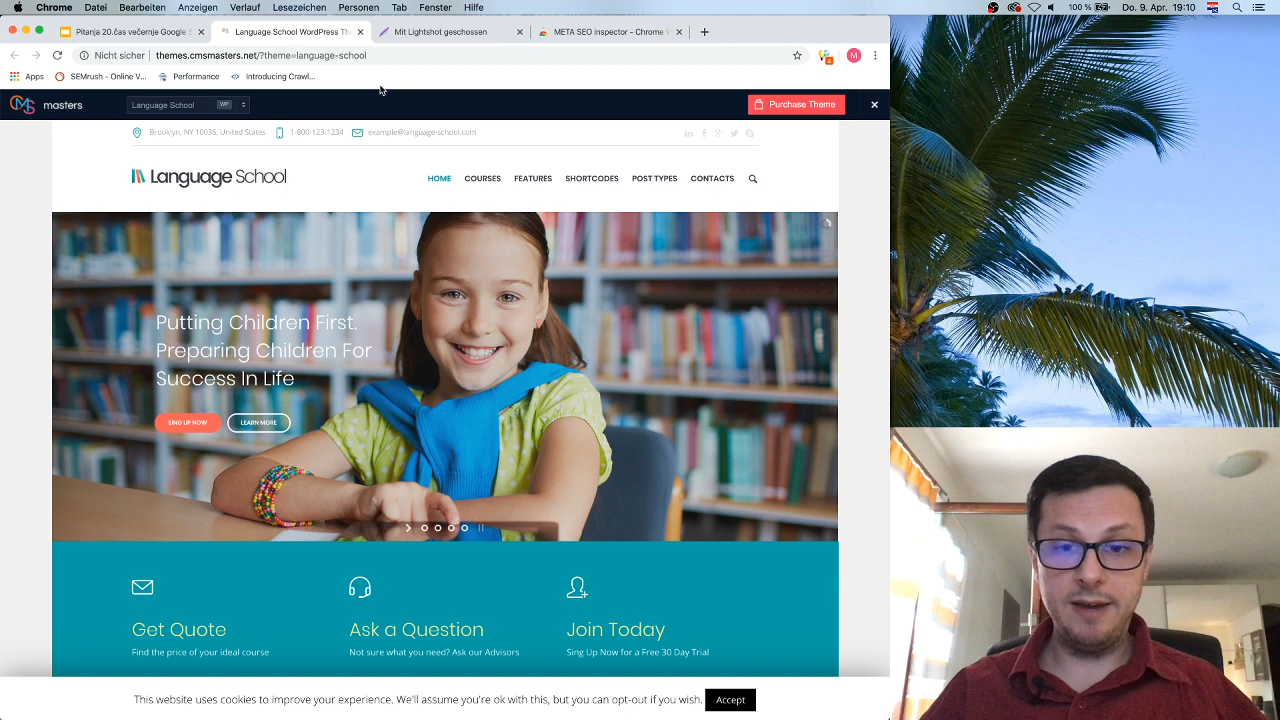 Chrome Datei Bearbeiten Darstellung Verlauf Lesezeichen Personen Tab Fenster Hilfe
Pitanja 20.čas večernje Google S
Language School WordPress Th
Mit Lightshot geschossen
META SEO inspector - Chrome V
Nicht sicher | themes.cmsmasters.net/?theme=language-school
M
Apps SEMrush - Online V... Performance Introducing Crawl...
CMS masters
Language School WP
Purchase Theme
Brooklyn, NY 10036, United States 1-800-123-1234 example@language-school.com
Language School
HOME COURSES FEATURES SHORTCODES POST TYPES CONTACTS
Putting Children First.
Preparing Children For
Success In Life
SING UP NOW LEARN MORE
Get Quote
Find the price of your ideal course
Ask a Question
Not sure what you need? Ask our Advisors
Join Today
Sing Up Now for a Free 30 Day Trial
This website uses cookies to improve your experience. We'll assume you're ok with this, but you can opt-out if you wish. Accept